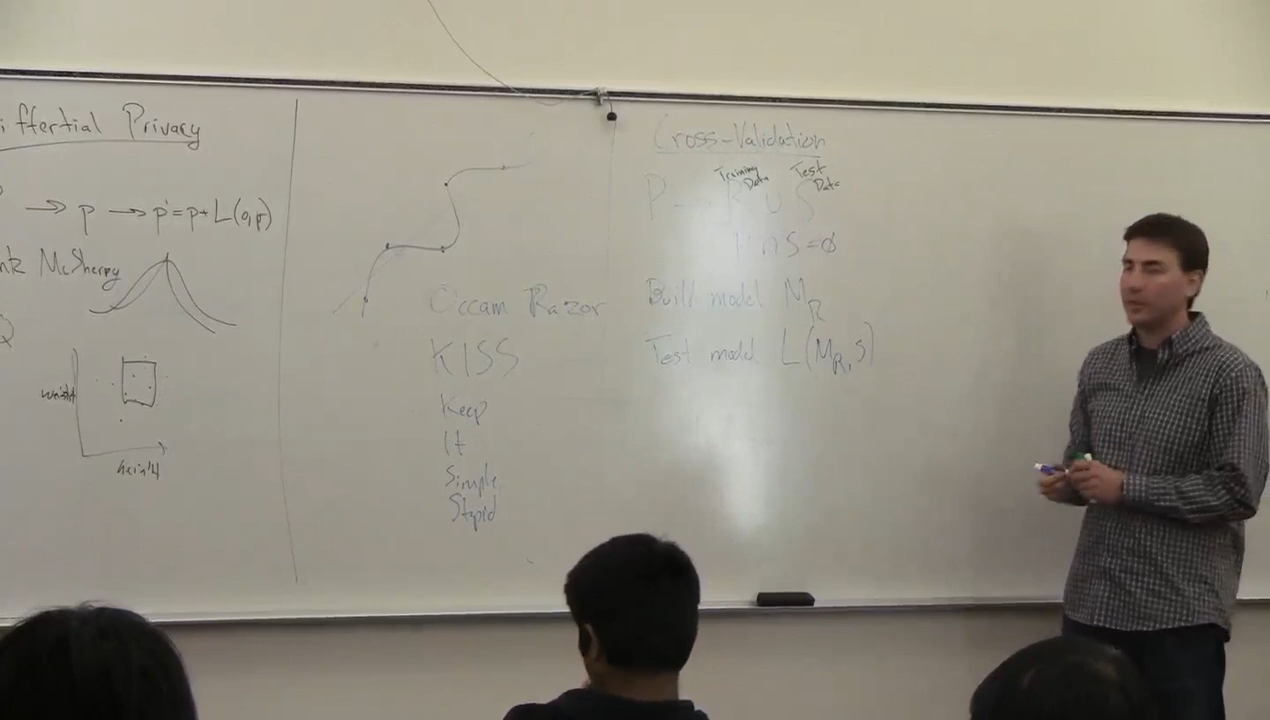 ifferential Privacy
→ p → p' = p + L(0,p)
McSherry
Q
weight
height
Occam Razor
KISS
Keep
It
Simple
Stupid
Cross-Validation
Training Data Test Data
P → R ∪ S
R ∩ S = ∅
Build model M_R
Test model L(M_R, S)